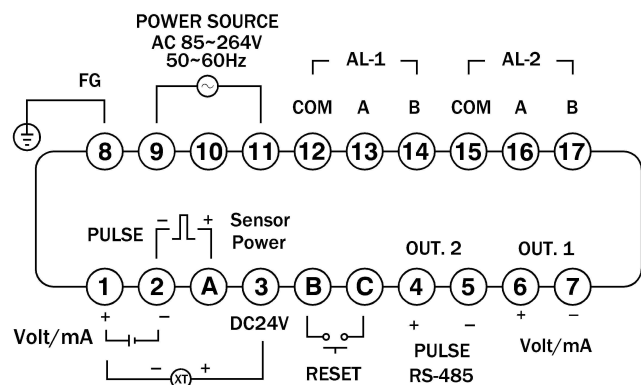 POWER SOURCE
AC 85~264V
50~60Hz
FG
AL-1
AL-2
COM A B COM A B
8 9 10 11 12 13 14 15 16 17
PULSE − + Sensor
Power
OUT. 2 OUT. 1
1 2 A 3 B C 4 5 6 7
+ − DC24V + − + −
Volt/mA
− XT +
RESET
PULSE
RS-485
Volt/mA